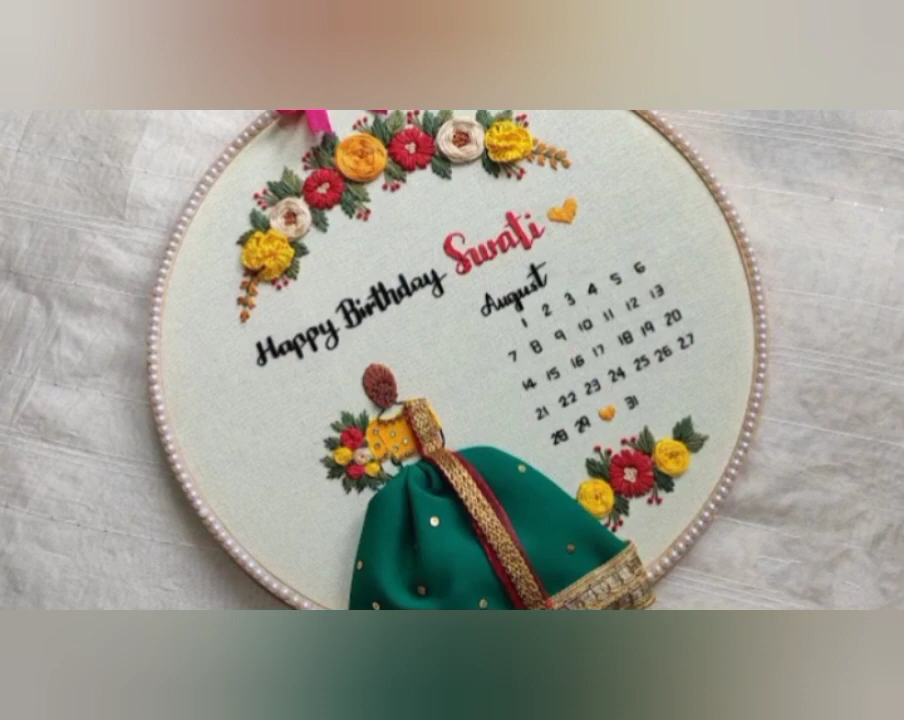 Happy Birthday Swati
August
1 2 3 4 5 6
7 8 9 10 11 12 13
14 15 16 17 18 19 20
21 22 23 24 25 26 27
28 29 31